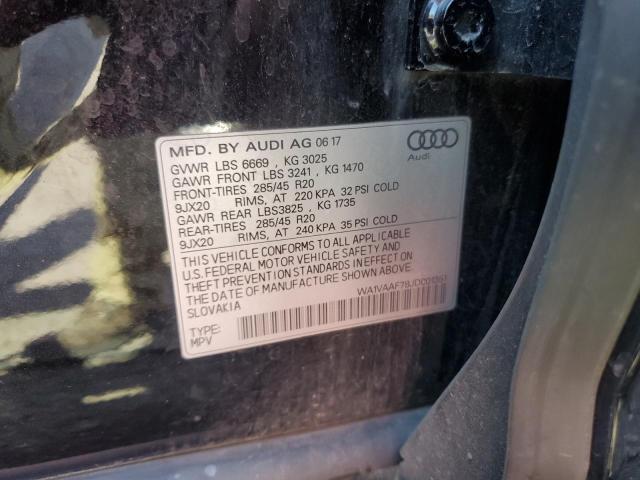 MFD. BY AUDI AG 06 17
Audi
GVWR LBS 6669 , KG 3025
GAWR FRONT LBS 3241 , KG 1470
FRONT-TIRES 285/45 R20
9JX20 RIMS, AT 220 KPA 32 PSI COLD
GAWR REAR LBS3825 , KG 1735
REAR-TIRES 285/45 R20
9JX20 RIMS, AT 240 KPA 35 PSI COLD
THIS VEHICLE CONFORMS TO ALL APPLICABLE
U.S. FEDERAL MOTOR VEHICLE SAFETY AND
THEFT PREVENTION STANDARDS IN EFFECT ON
THE DATE OF MANUFACTURE SHOWN ABOVE.
SLOVAKIA
TYPE:
MPV